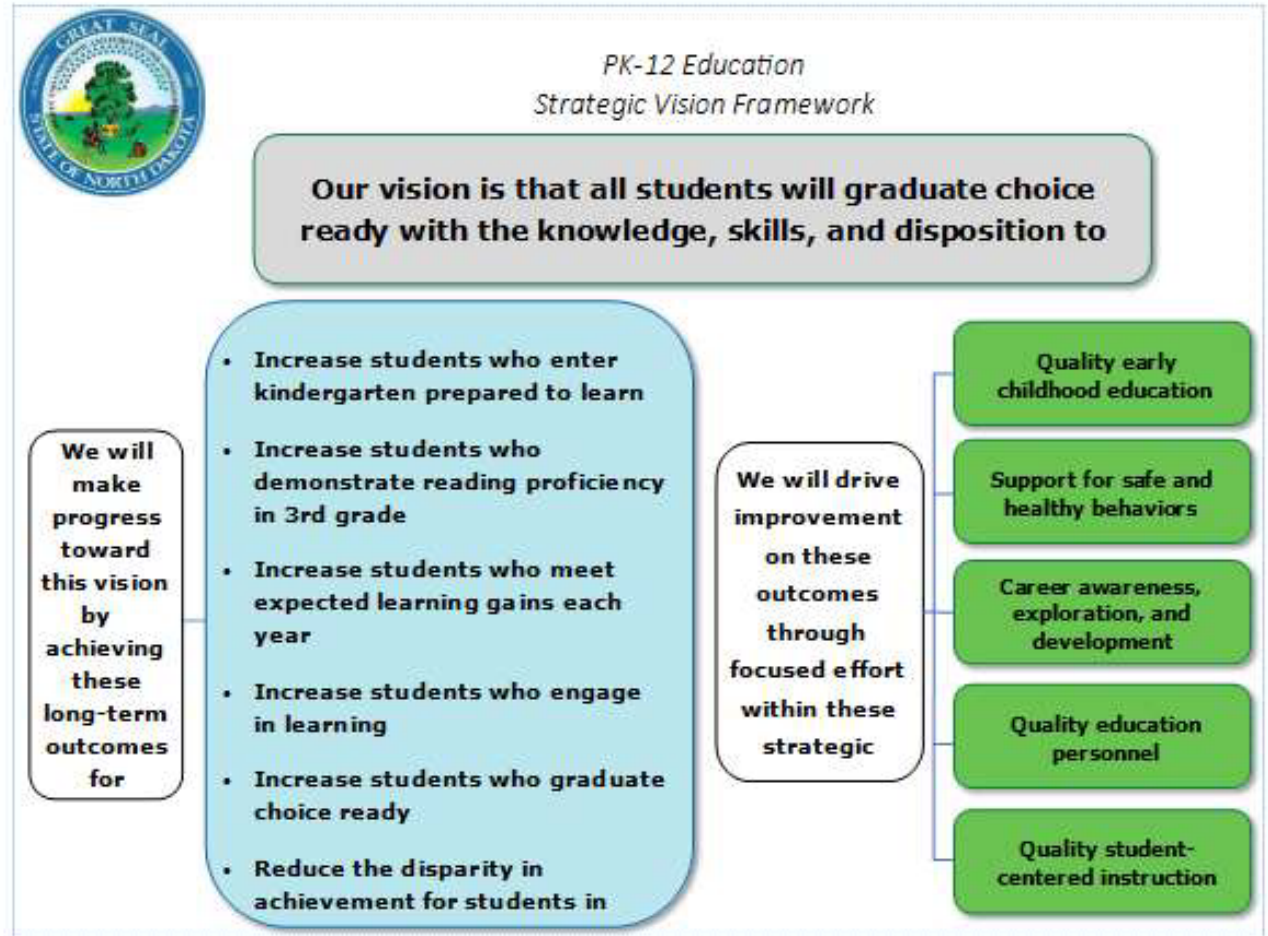 GREAT SEAL
STATE OF NORTH DAKOTA
PK-12 Education
Strategic Vision Framework
Our vision is that all students will graduate choice
ready with the knowledge, skills, and disposition to
We will
make
progress
toward
this vision
by
achieving
these
long-term
outcomes
for
• Increase students who enter
kindergarten prepared to learn
• Increase students who
demonstrate reading proficiency
in 3rd grade
• Increase students who meet
expected learning gains each
year
• Increase students who engage
in learning
• Increase students who graduate
choice ready
• Reduce the disparity in
achievement for students in
We will drive
improvement
on these
outcomes
through
focused effort
within these
strategic
Quality early
childhood education
Support for safe and
healthy behaviors
Career awareness,
exploration, and
development
Quality education
personnel
Quality student-
centered instruction